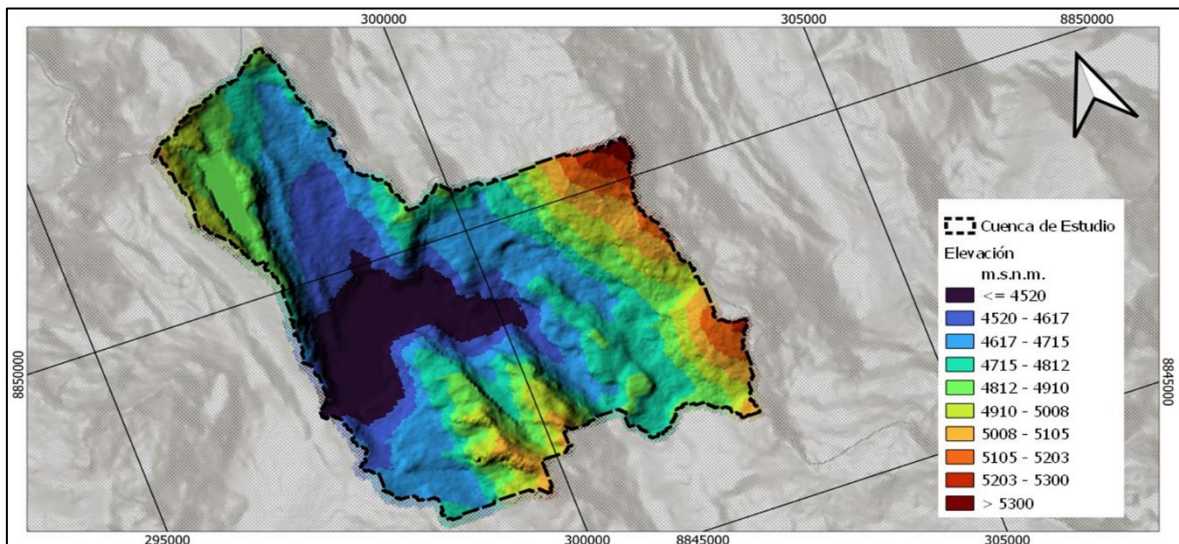 300000
305000
8850000
Cuenca de Estudio
Elevación
m.s.n.m.
<= 4520
4520 - 4617
4617 - 4715
4715 - 4812
4812 - 4910
4910 - 5008
5008 - 5105
5105 - 5203
5203 - 5300
> 5300
8850000
8845000
295000
300000
8845000
305000